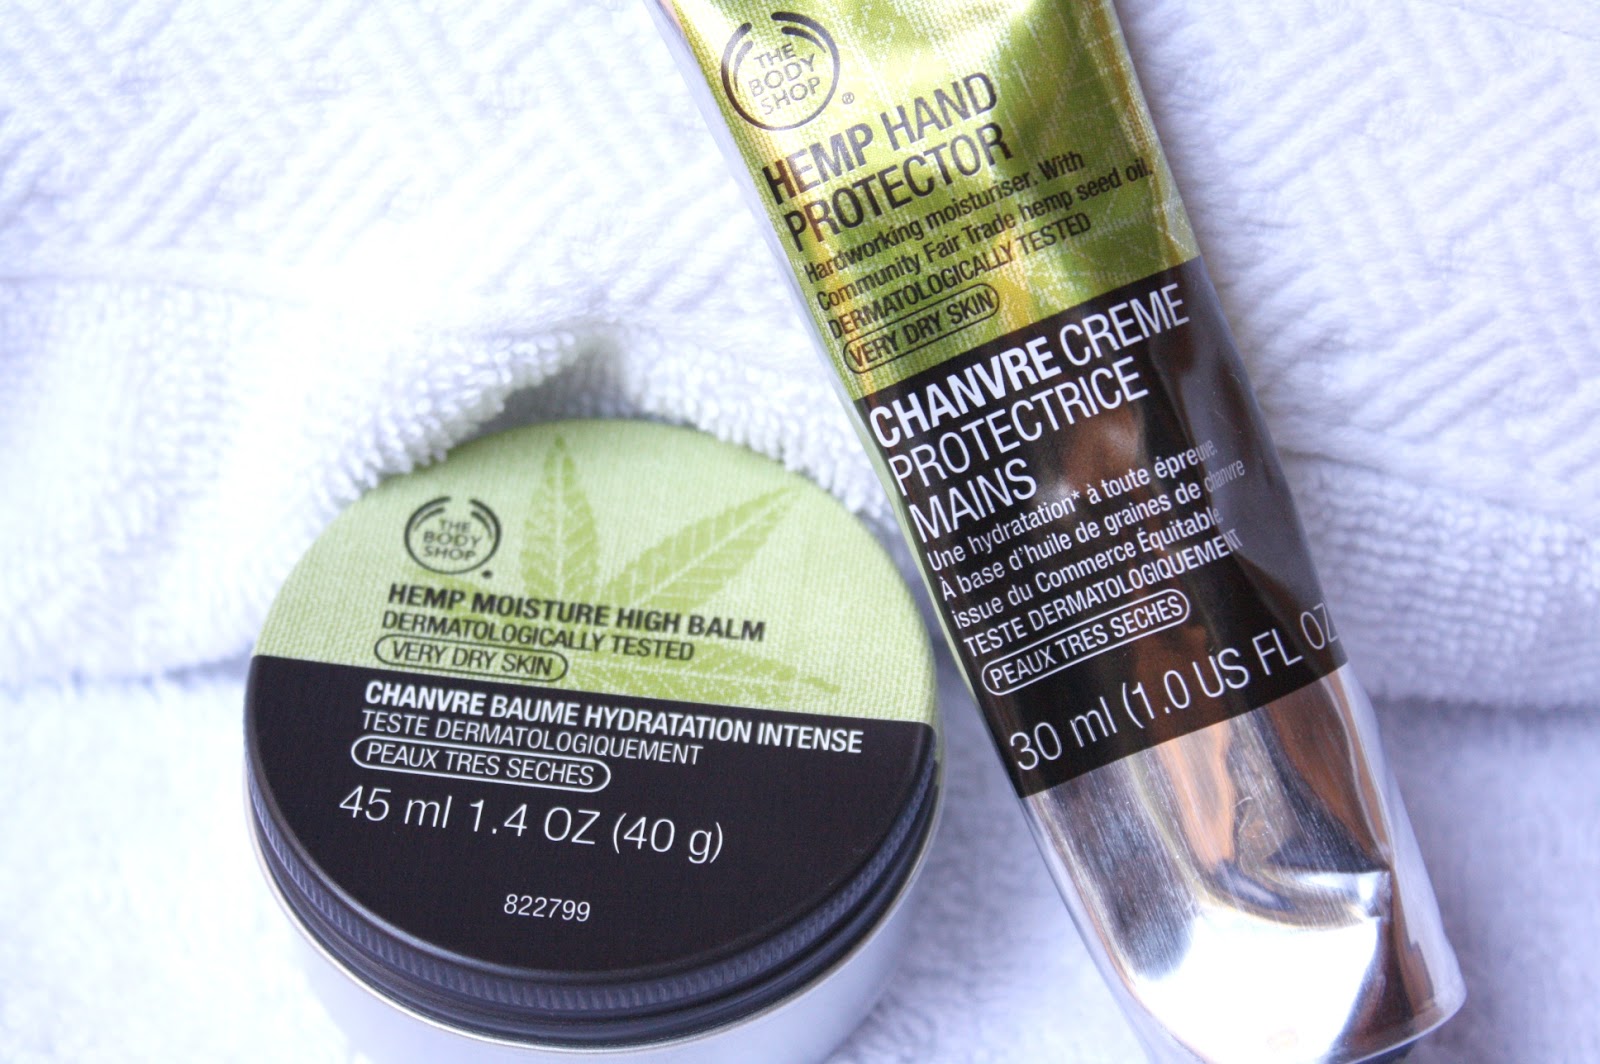 THE
BODY
SHOP®
HEMP HAND
PROTECTOR
Hardworking moisturiser. With
Community Fair Trade hemp seed oil.
DERMATOLOGICALLY TESTED
VERY DRY SKIN
CHANVRE CREME
PROTECTRICE
MAINS
Une hydratation* à toute épreuve.
À base d'huile de graines de chanvre
issue du Commerce Équitable
TESTE DERMATOLOGIQUEMENT
PEAUX TRES SECHES
30 ml (1.0 US FL OZ
THE
BODY
SHOP®
HEMP MOISTURE HIGH BALM
DERMATOLOGICALLY TESTED
VERY DRY SKIN
CHANVRE BAUME HYDRATATION INTENSE
TESTE DERMATOLOGIQUEMENT
PEAUX TRES SECHES
45 ml 1.4 OZ (40 g)
822799